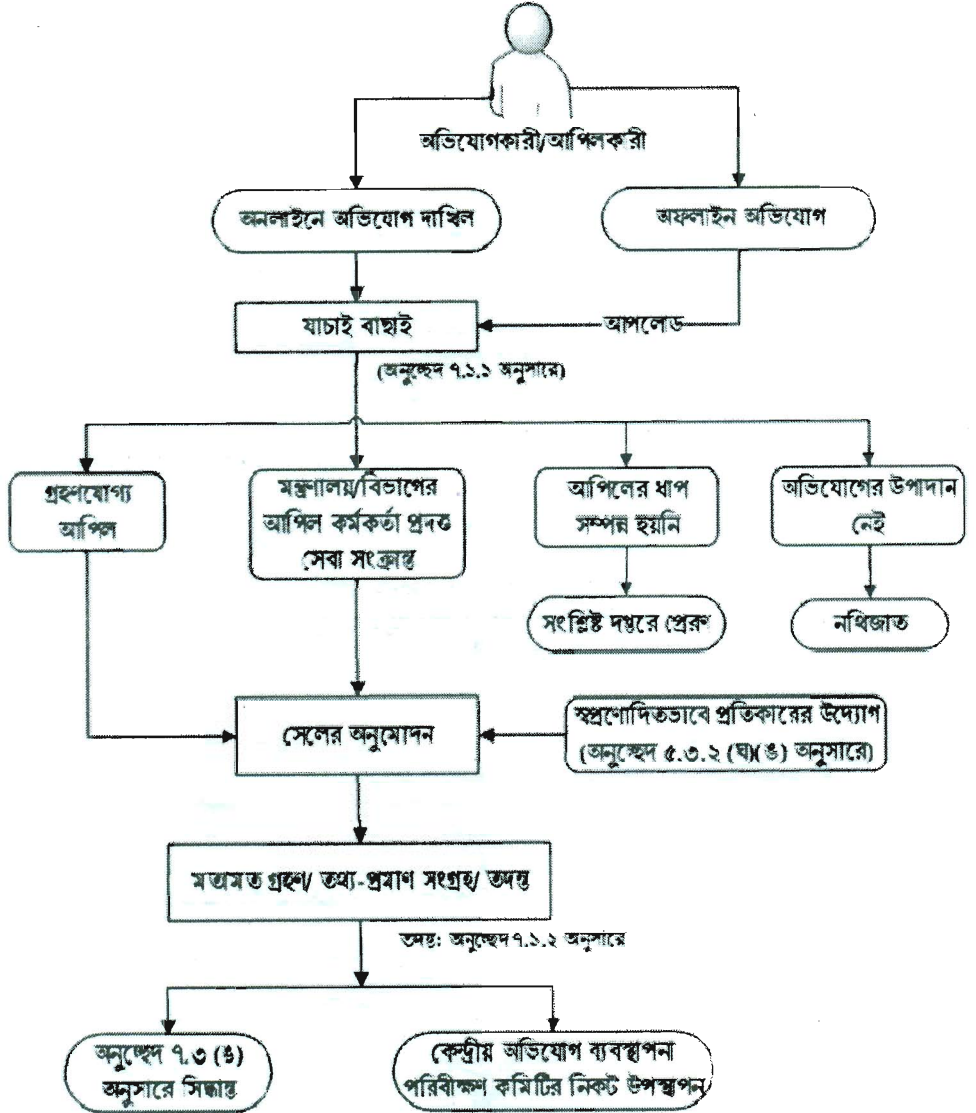 অভিযোগকারী/আপিলকারী
অনলাইনে অভিযোগ দাখিল
অফলাইন অভিযোগ
যাচাই বাছাই
আপলোড
(অনুচ্ছেদ ৭.১.১ অনুসারে)
গ্রহণযোগ্য
আপিল
মন্ত্রণালয়/বিভাগের
আপিল কর্মকর্তা প্রদত্ত
সেবা সংক্রান্ত
আপিলের ধাপ
সম্পন্ন হয়নি
অভিযোগের উপাদান
নেই
সংশ্লিষ্ট দপ্তরে প্রেরণ
নথিজাত
সেলের অনুমোদন
স্বপ্রণোদিতভাবে প্রতিকারের উদ্যোগ
(অনুচ্ছেদ ৫.৩.২ (ঘ)(ঙ) অনুসারে)
মতামত গ্রহণ/ তথ্য-প্রমাণ সংগ্রহ/ তদন্ত
তদন্ত: অনুচ্ছেদ ৭.১.২ অনুসারে
অনুচ্ছেদ ৭.৩ (ঙ)
অনুসারে সিদ্ধান্ত
কেন্দ্রীয় অভিযোগ ব্যবস্থাপনা
পরিবীক্ষণ কমিটির নিকট উপস্থাপন